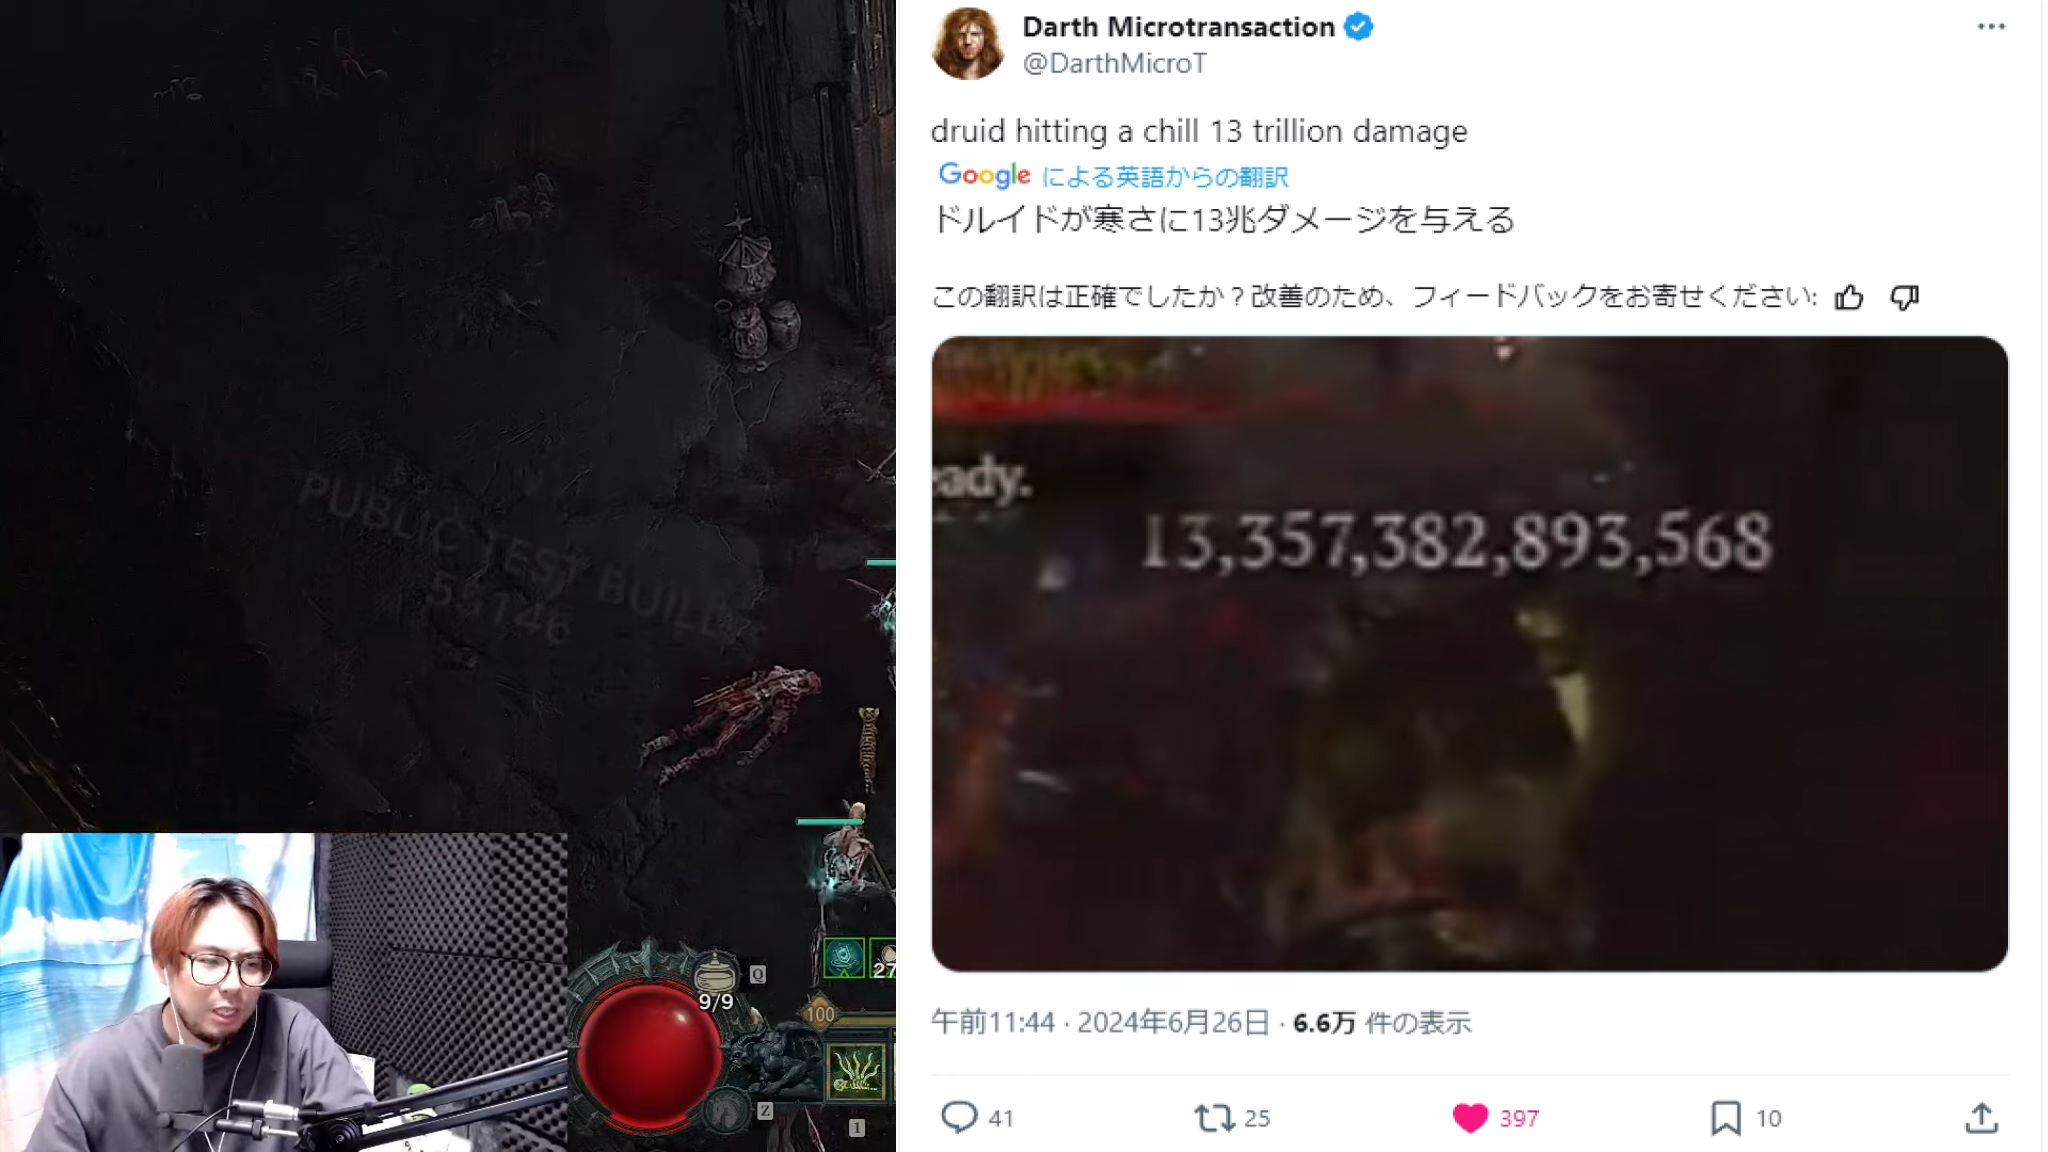 PUBLIC TEST BUILD
55146
9/9
Q
100
27
Z
1
Darth Microtransaction
@DarthMicroT
druid hitting a chill 13 trillion damage
Google による英語からの翻訳
ドルイドが寒さに13兆ダメージを与える
この翻訳は正確でしたか？改善のため、フィードバックをお寄せください:
eady.
13,357,382,893,568
午前11:44 · 2024年6月26日 · 6.6万 件の表示
41
25
397
10